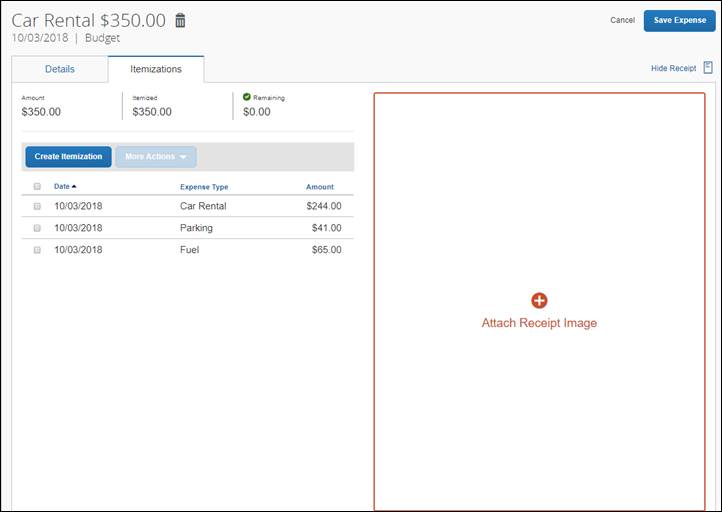 Car Rental $350.00
Cancel
Save Expense
10/03/2018 | Budget
Details
Itemizations
Hide Receipt
Amount
Itemized
Remaining
$350.00
$350.00
$0.00
Create Itemization
More Actions
Date
Expense Type
Amount
10/03/2018 Car Rental $244.00
10/03/2018 Parking $41.00
10/03/2018 Fuel $65.00
Attach Receipt Image